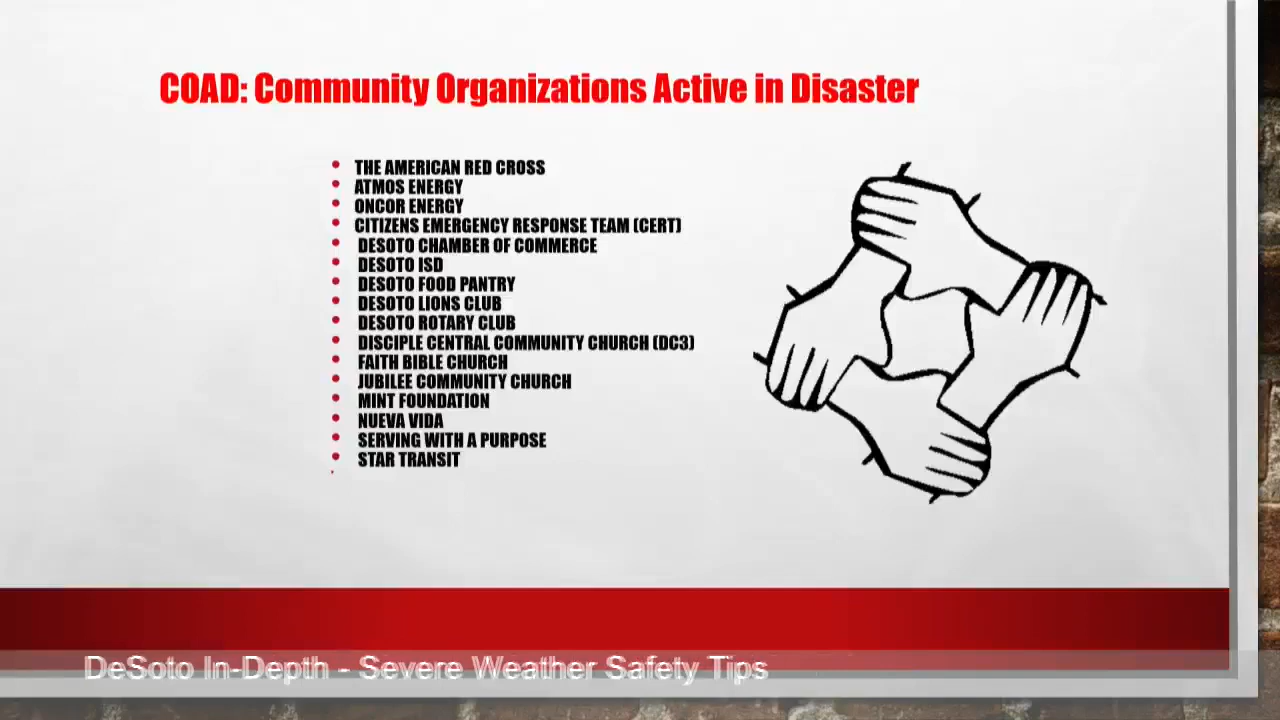 COAD: Community Organizations Active in Disaster
THE AMERICAN RED CROSS
ATMOS ENERGY
ONCOR ENERGY
CITIZENS EMERGENCY RESPONSE TEAM (CERT)
DESOTO CHAMBER OF COMMERCE
DESOTO ISD
DESOTO FOOD PANTRY
DESOTO LIONS CLUB
DESOTO ROTARY CLUB
DISCIPLE CENTRAL COMMUNITY CHURCH (DC3)
FAITH BIBLE CHURCH
JUBILEE COMMUNITY CHURCH
MINT FOUNDATION
NUEVA VIDA
SERVING WITH A PURPOSE
STAR TRANSIT
DeSoto In-Depth - Severe Weather Safety Tips